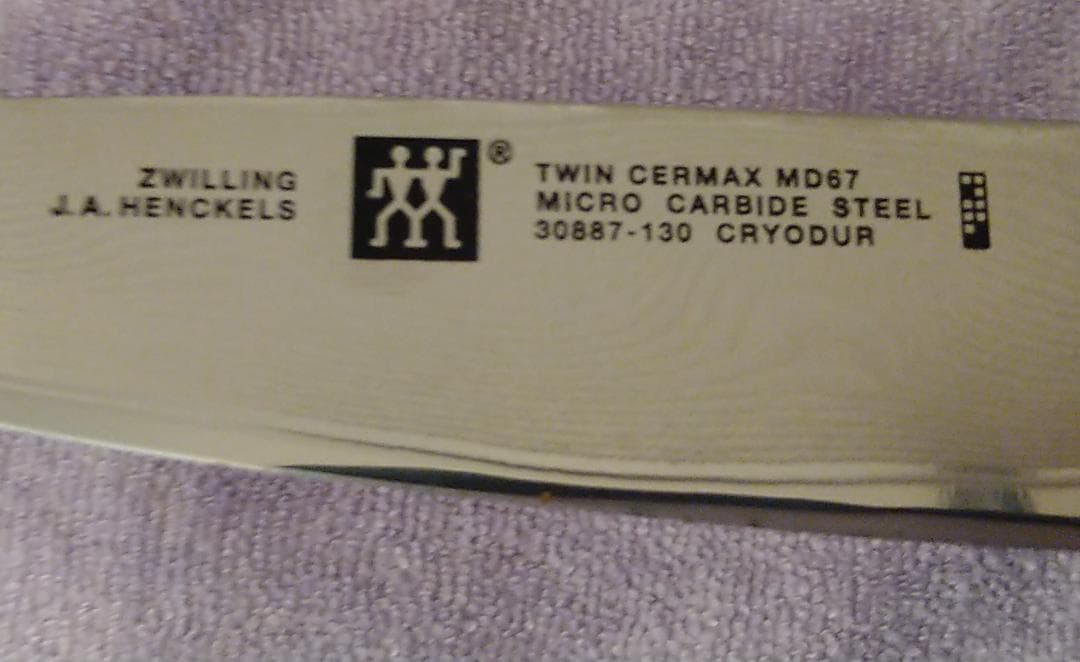 ZWILLING
J.A. HENCKELS
®
TWIN CERMAX MD67
MICRO CARBIDE STEEL
30887-130 CRYODUR